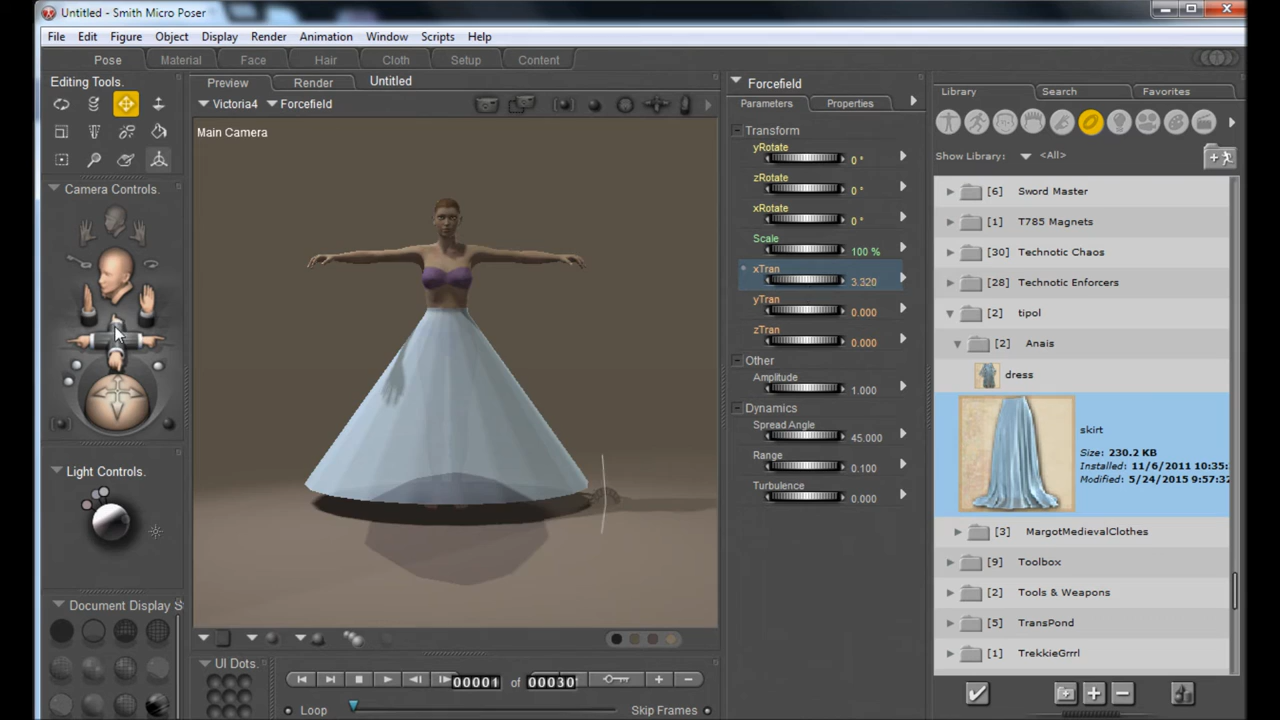 Untitled - Smith Micro Poser
File Edit Figure Object Display Render Animation Window Scripts Help
Pose Material Face Hair Cloth Setup Content
Editing Tools.
Camera Controls.
Light Controls.
Document Display S
UI Dots.
Preview Render Untitled
Victoria4 Forcefield
Main Camera
00001 of 00030
Loop Skip Frames
Forcefield
Parameters Properties
Transform
yRotate
0 °
zRotate
0 °
xRotate
0 °
Scale
100 %
xTran
3.320
yTran
0.000
zTran
0.000
Other
Amplitude
1.000
Dynamics
Spread Angle
45.000
Range
0.100
Turbulence
0.000
Library Search Favorites
Show Library: <All>
[6] Sword Master
[1] T785 Magnets
[30] Technotic Chaos
[28] Technotic Enforcers
[2] tipol
[2] Anais
dress
skirt
Size: 230.2 KB
Installed: 11/6/2011 10:35:
Modified: 5/24/2015 9:57:32
[3] MargotMedievalClothes
[9] Toolbox
[2] Tools & Weapons
[5] TransPond
[1] TrekkieGrrrl